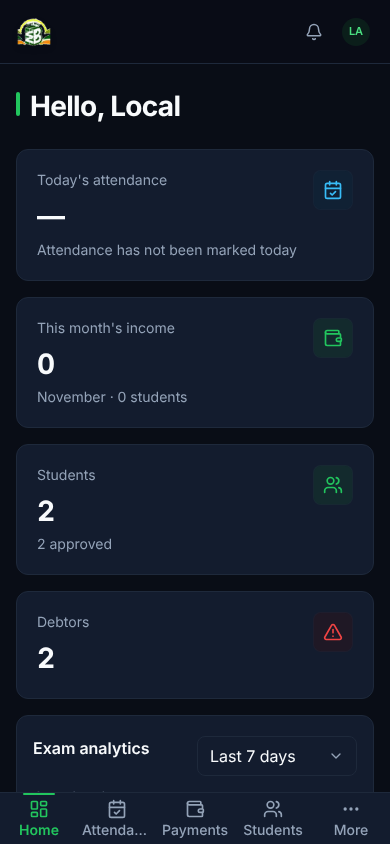 LA
Hello, Local
Today's attendance
—
Attendance has not been marked today
This month's income
0
November · 0 students
Students
2
2 approved
Debtors
2
Exam analytics
Last 7 days
Home
Attenda...
Payments
Students
More